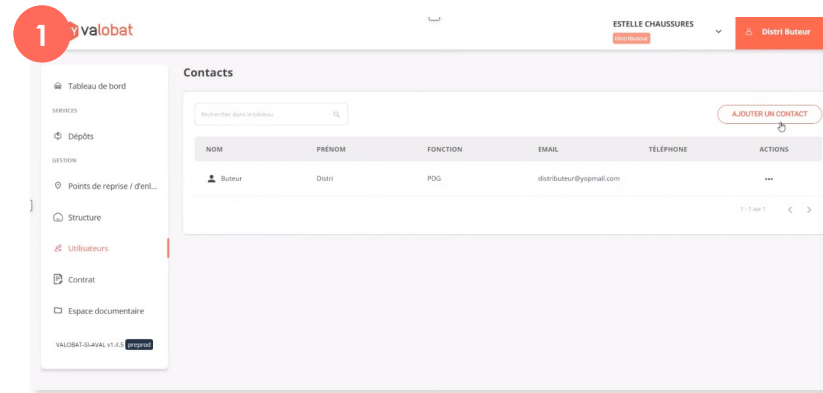 1
valobat
ESTELLE CHAUSSURES
Distributeur
Distri Buteur
Tableau de bord
SERVICES
Dépôts
GESTION
Points de reprise / d'enl...
Structure
Utilisateurs
Contrat
Espace documentaire
VALOBAT-SI-AVAL v1.4.5 preprod
Contacts
Rechercher dans le tableau
AJOUTER UN CONTACT
NOM PRÉNOM FONCTION EMAIL TÉLÉPHONE ACTIONS
Buteur Distri PDG distributeur@yopmail.com ...
1 - 1 sur 1